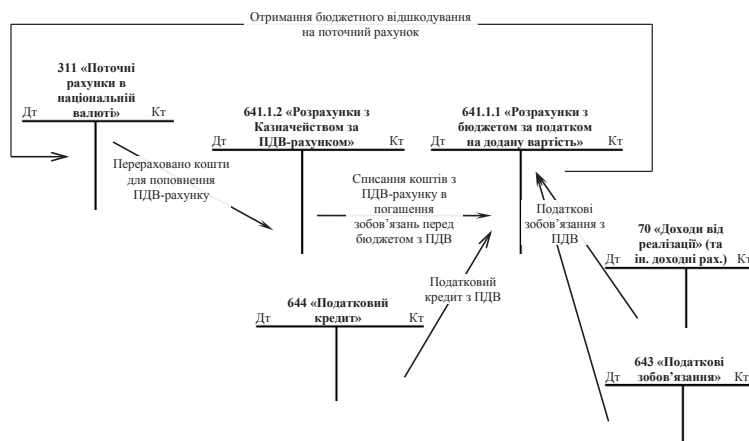 Отримання бюджетного відшкодування
на поточний рахунок
311 «Поточні
рахунки в
національній
валюті»
Дт
Кт
641.1.2 «Розрахунки з
Казначейством за
ПДВ-рахунком»
Дт
Кт
641.1.1 «Розрахунки з
бюджетом за податком
на додану вартість»
Дт
Кт
Перераховано кошти
для поповнення
ПДВ-рахунку
Списання коштів з
ПДВ-рахунку в
погашення
зобов’язань перед
бюджетом з ПДВ
Податкові
зобов’язання з
ПДВ
70 «Доходи від
реалізації» (та
ін. доходні рах.)
Дт
Кт
Податковий
кредит з ПДВ
644 «Податковий
кредит»
Дт
Кт
643 «Податкові
зобов’язання»
Дт
Кт